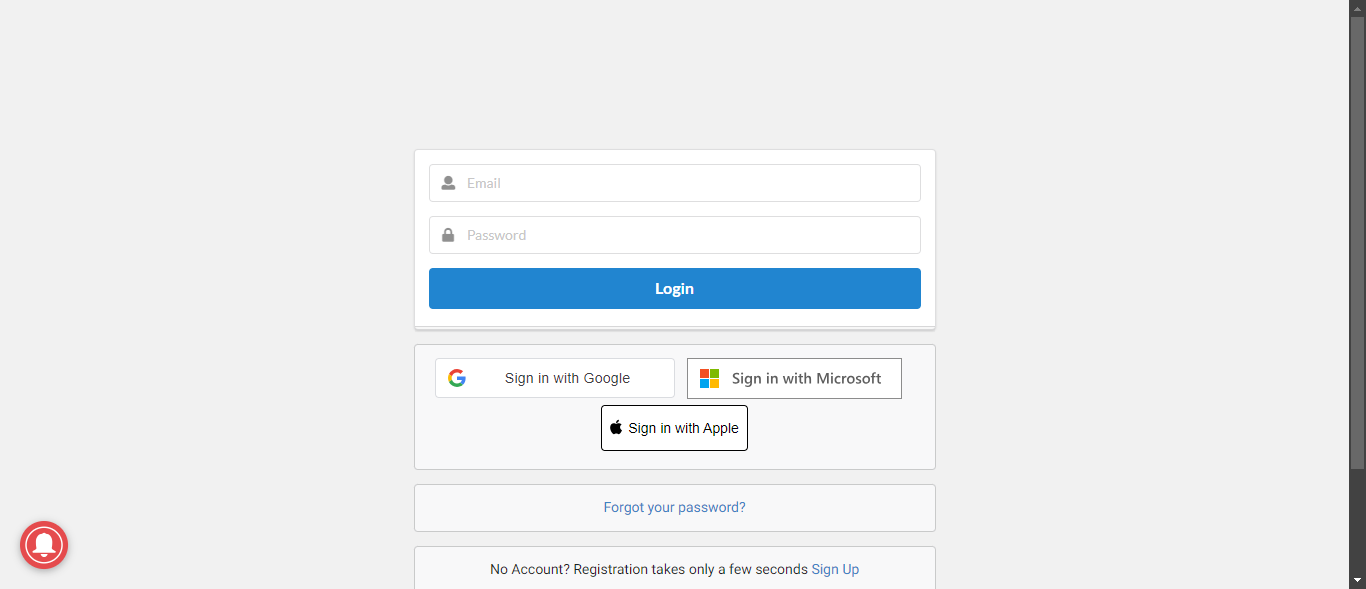 Email
Password
Login
Sign in with Google
Sign in with Microsoft
Sign in with Apple
Forgot your password?
No Account? Registration takes only a few seconds Sign Up